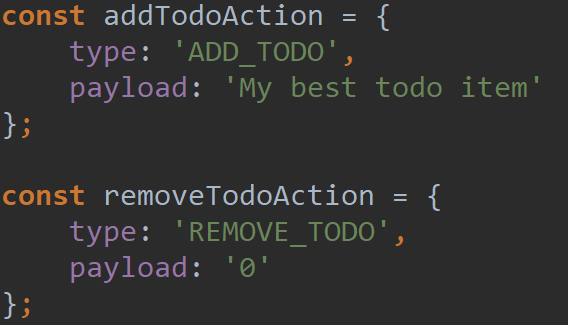 const addTodoAction = {
    type: 'ADD_TODO',
    payload: 'My best todo item'
};

const removeTodoAction = {
    type: 'REMOVE_TODO',
    payload: '0'
};